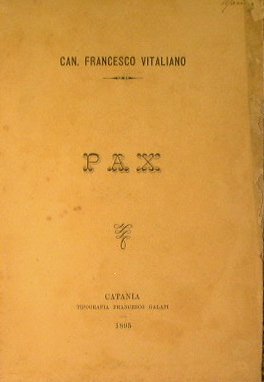 CAN. FRANCESCO VITALIANO
PAX
CATANIA
TIPOGRAFIA FRANCESCO GALATI
1895